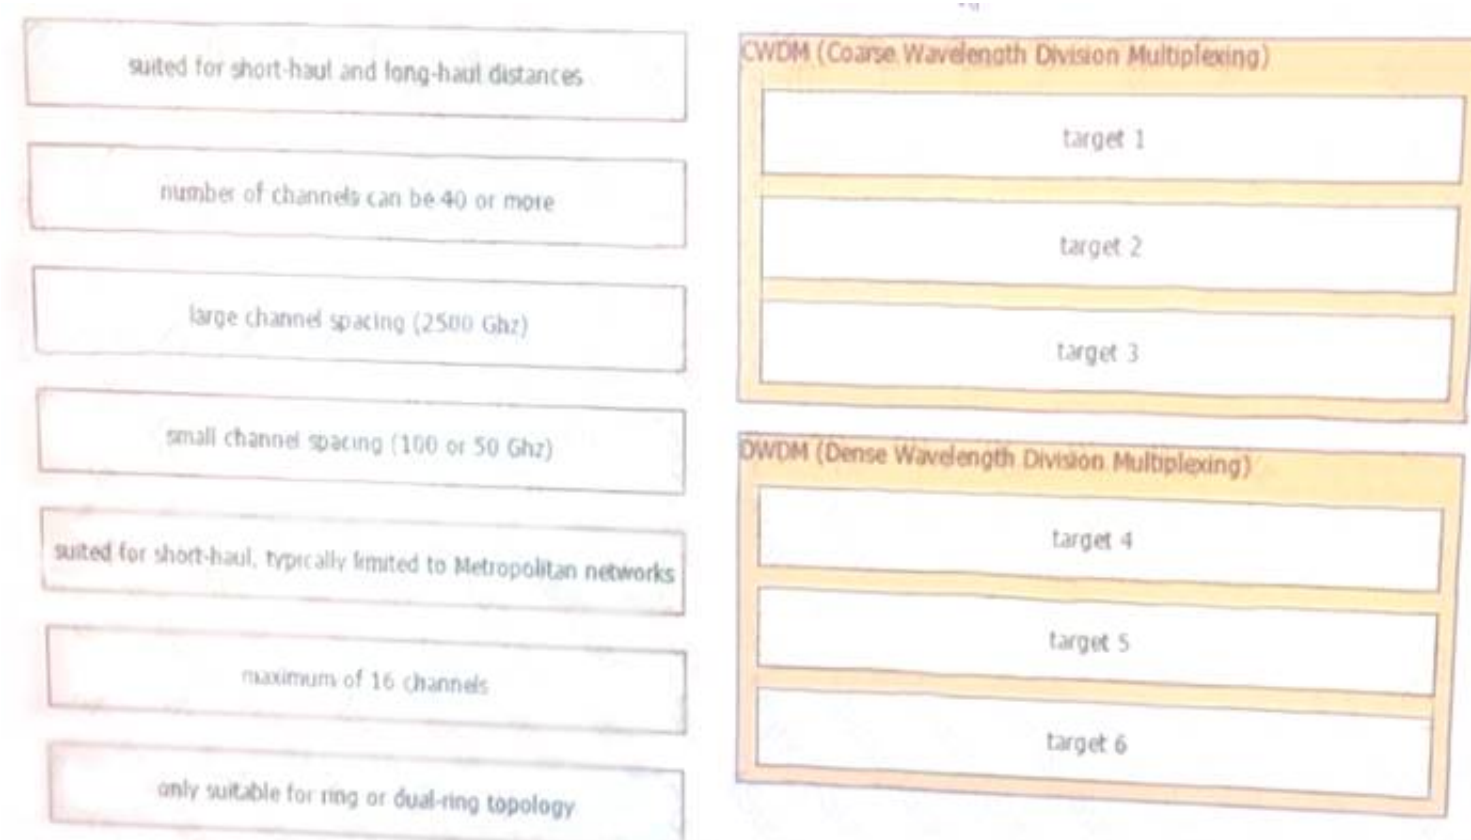 suited for short-haul and long-haul distances
number of channels can be 40 or more
large channel spacing (2500 Ghz)
small channel spacing (100 or 50 Ghz)
suited for short-haul, typically limited to Metropolitan networks
maximum of 16 channels
only suitable for ring or dual-ring topology
CWDM (Coarse Wavelength Division Multiplexing)
target 1
target 2
target 3
DWDM (Dense Wavelength Division Multiplexing)
target 4
target 5
target 6